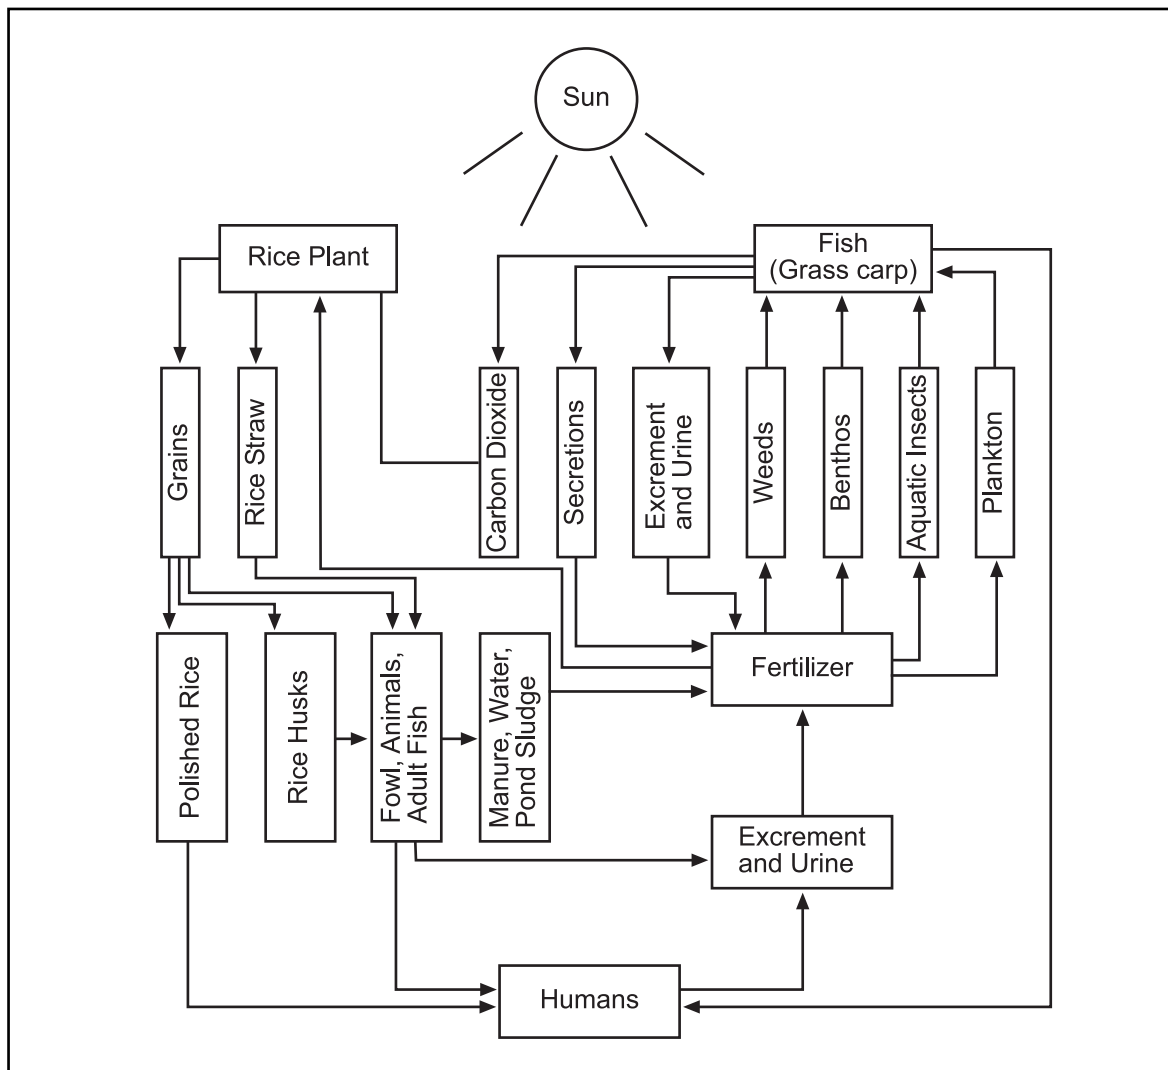 Sun
Rice Plant
Fish
(Grass carp)
Grains
Rice Straw
Carbon Dioxide
Secretions
Excrement
and Urine
Weeds
Benthos
Aquatic Insects
Plankton
Polished Rice
Rice Husks
Fowl, Animals,
Adult Fish
Manure, Water,
Pond Sludge
Fertilizer
Excrement
and Urine
Humans